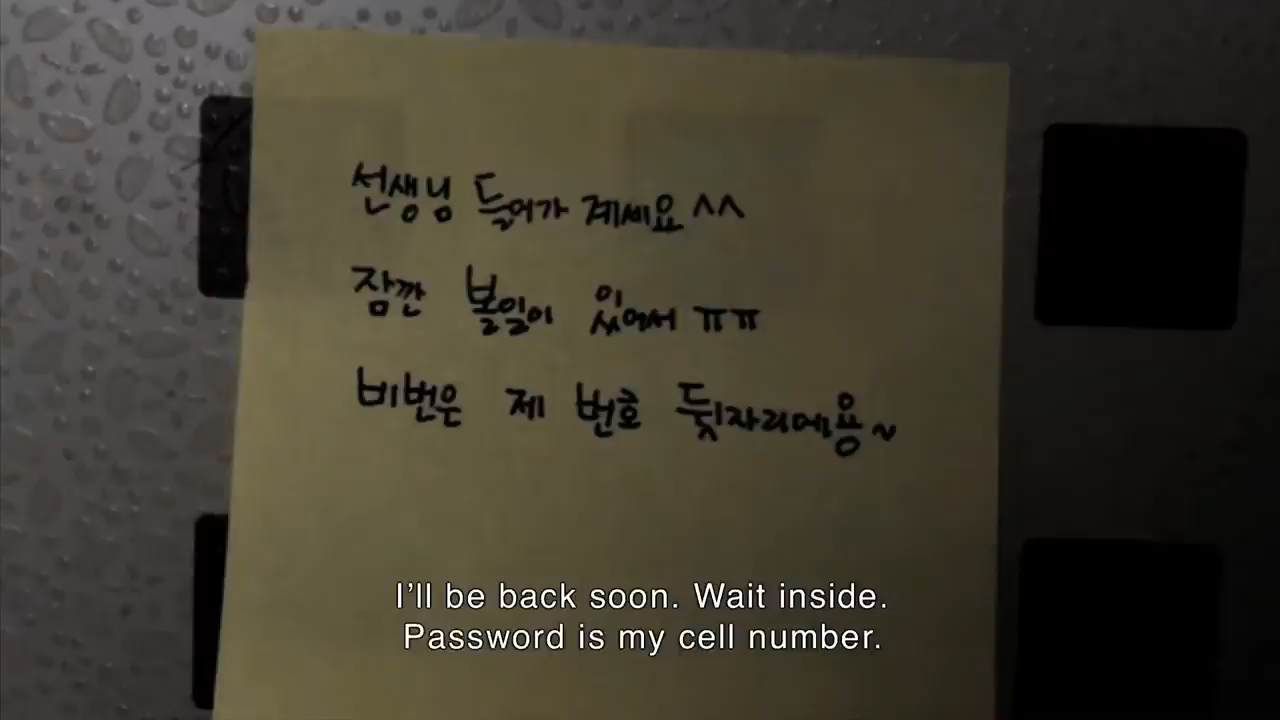 선생님 들어가 계세요 ^^
잠깐 볼일이 있어서 ㅠㅠ
비번은 제 번호 뒷자리에용~
I'll be back soon. Wait inside.
Password is my cell number.